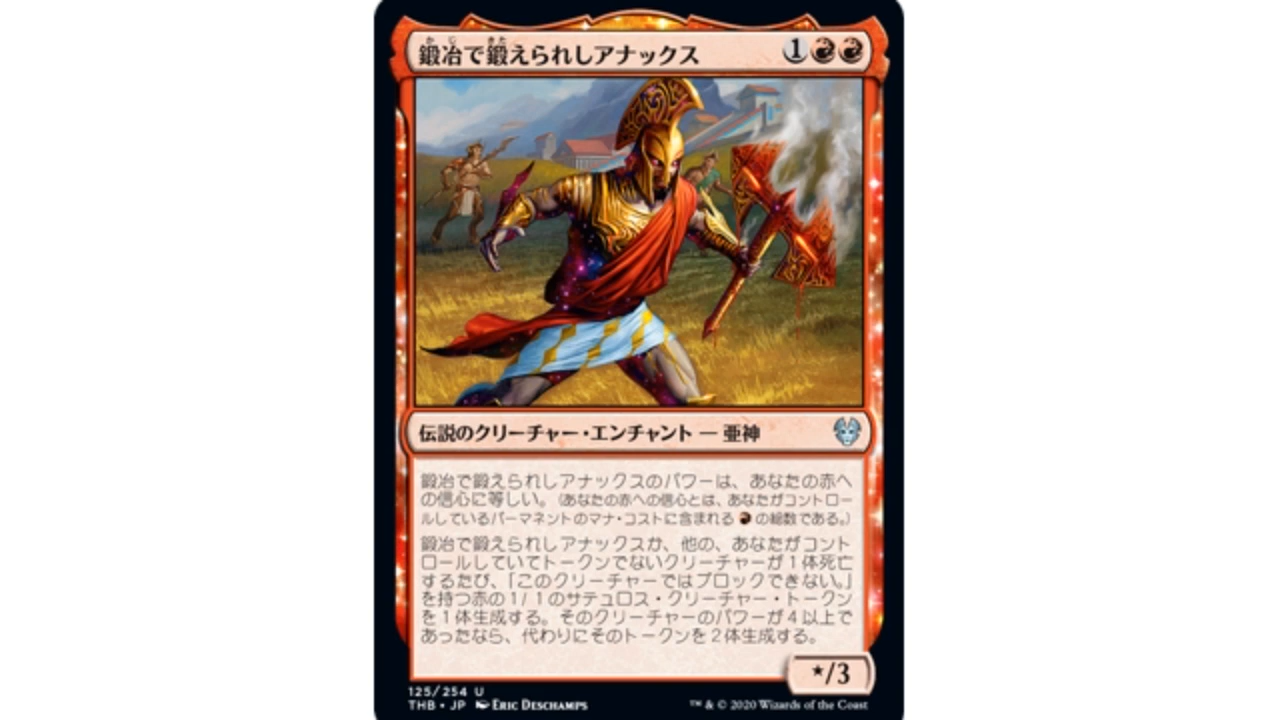 鍛冶で鍛えられしアナックス 1
伝説のクリーチャー・エンチャント — 亜神
鍛冶で鍛えられしアナックスのパワーは、あなたの赤へ
の信心に等しい。(あなたの赤への信心とは、あなたがコントロー
ルしているパーマネントのマナ・コストに含まれる の総数である。)
鍛冶で鍛えられしアナックスか、他の、あなたがコント
ロールしていてトークンでないクリーチャーが1体死亡
するたび、「このクリーチャーではブロックできない。」
を持つ赤の1/1のサテュロス・クリーチャー・トークン
を1体生成する。そのクリーチャーのパワーが4以上で
あったなら、代わりにそのトークンを2体生成する。
*/3
125/254 U
THB • JP ERIC DESCHAMPS
™ & © 2020 Wizards of the Coast